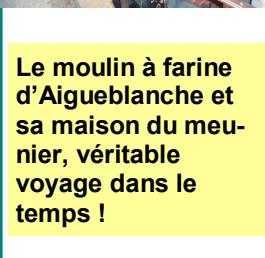 Le moulin à farine
d’Aigueblanche et
sa maison du meu-
nier, véritable
voyage dans le
temps !